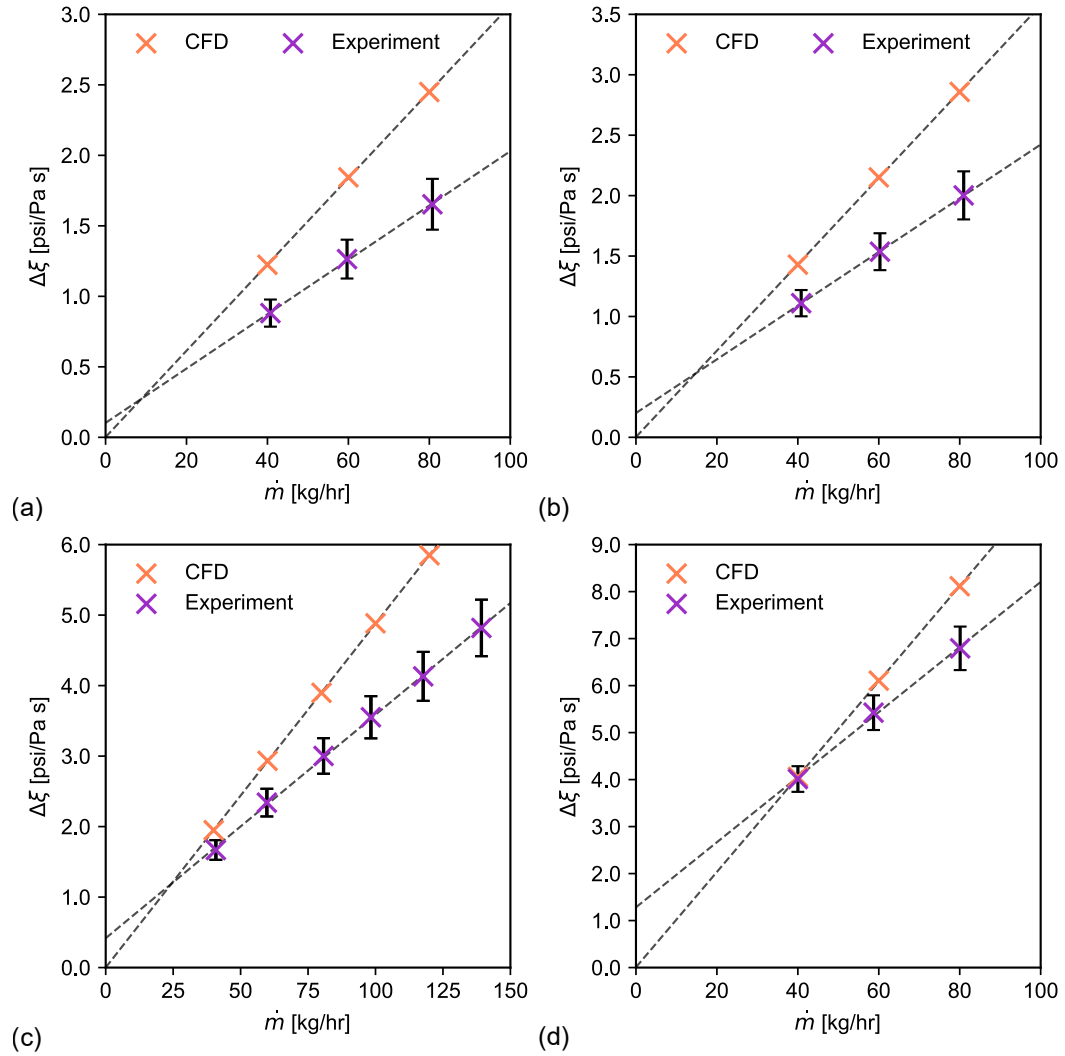 CFD Experiment
3.0
2.5
2.0
1.5
1.0
0.5
0.0
Δξ [psi/Pa s]
0 20 40 60 80 100
ṁ [kg/hr]
(a)
CFD Experiment
3.5
3.0
2.5
2.0
1.5
1.0
0.5
0.0
Δξ [psi/Pa s]
0 20 40 60 80 100
ṁ [kg/hr]
(b)
CFD
Experiment
6.0
5.0
4.0
3.0
2.0
1.0
0.0
Δξ [psi/Pa s]
0 25 50 75 100 125 150
ṁ [kg/hr]
(c)
CFD
Experiment
9.0
8.0
7.0
6.0
5.0
4.0
3.0
2.0
1.0
0.0
Δξ [psi/Pa s]
0 20 40 60 80 100
ṁ [kg/hr]
(d)